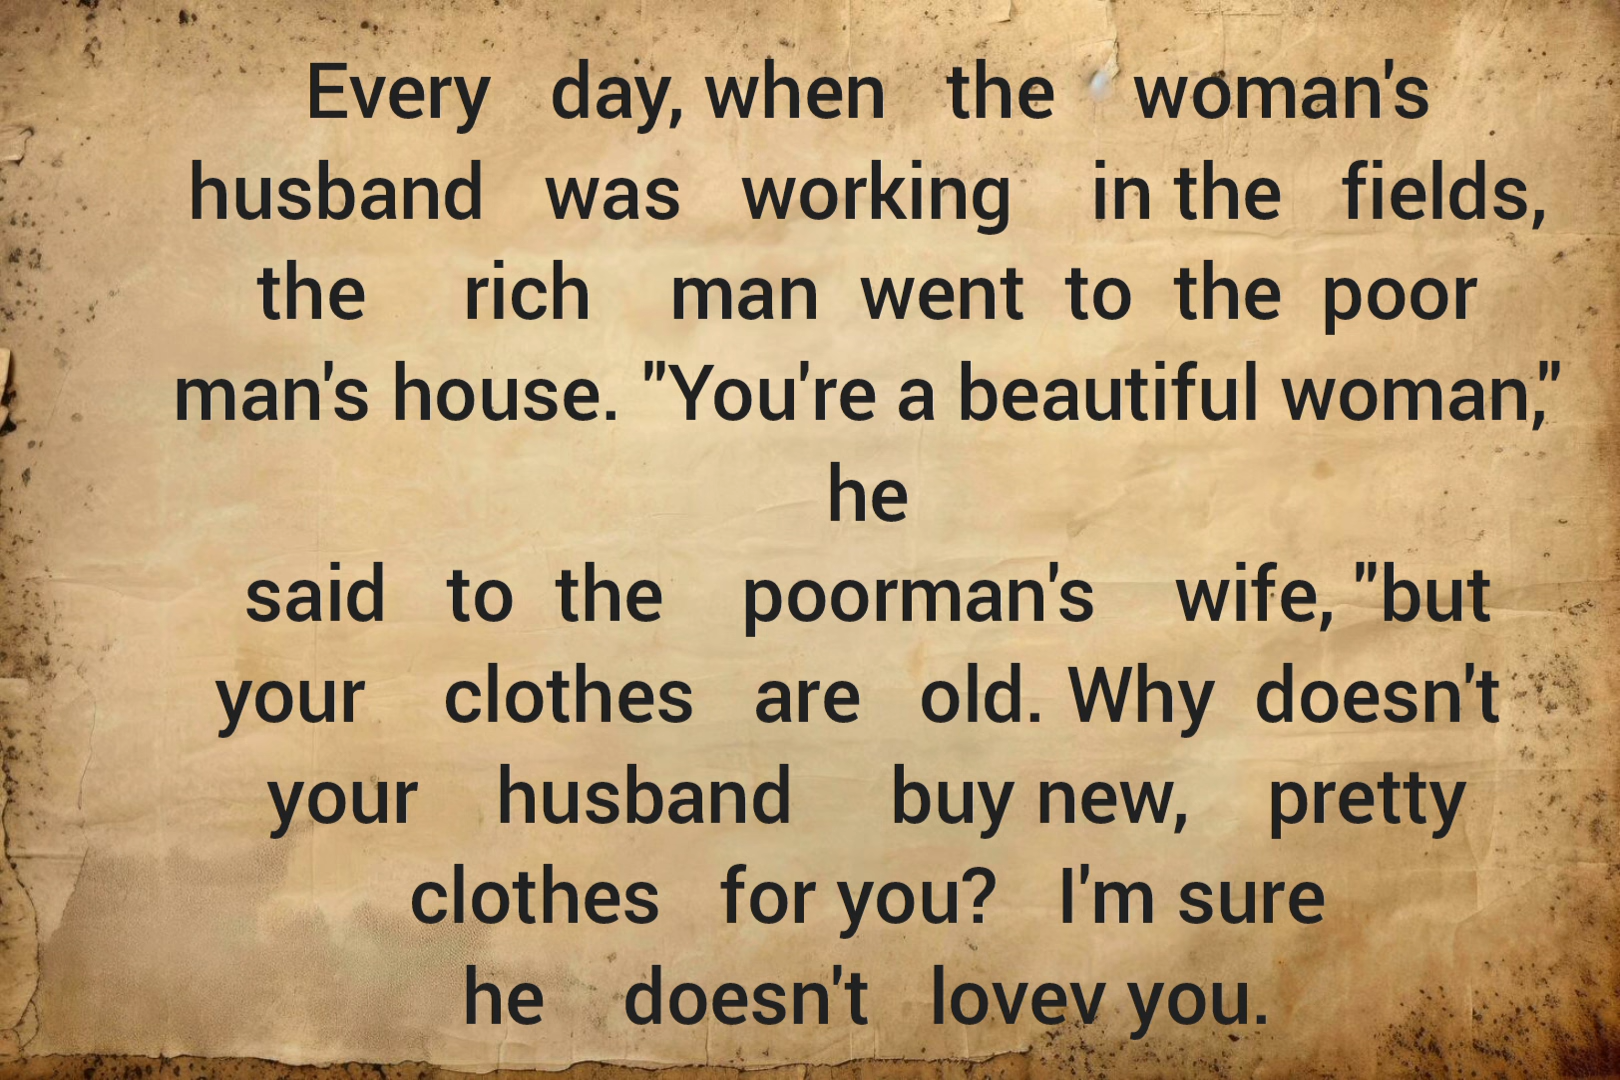 Every day, when the woman's
husband was working in the fields,
the rich man went to the poor
man's house. "You're a beautiful woman,"
he
said to the poorman's wife, "but
your clothes are old. Why doesn't
your husband buy new, pretty
clothes for you? I'm sure
he doesn't lovev you.